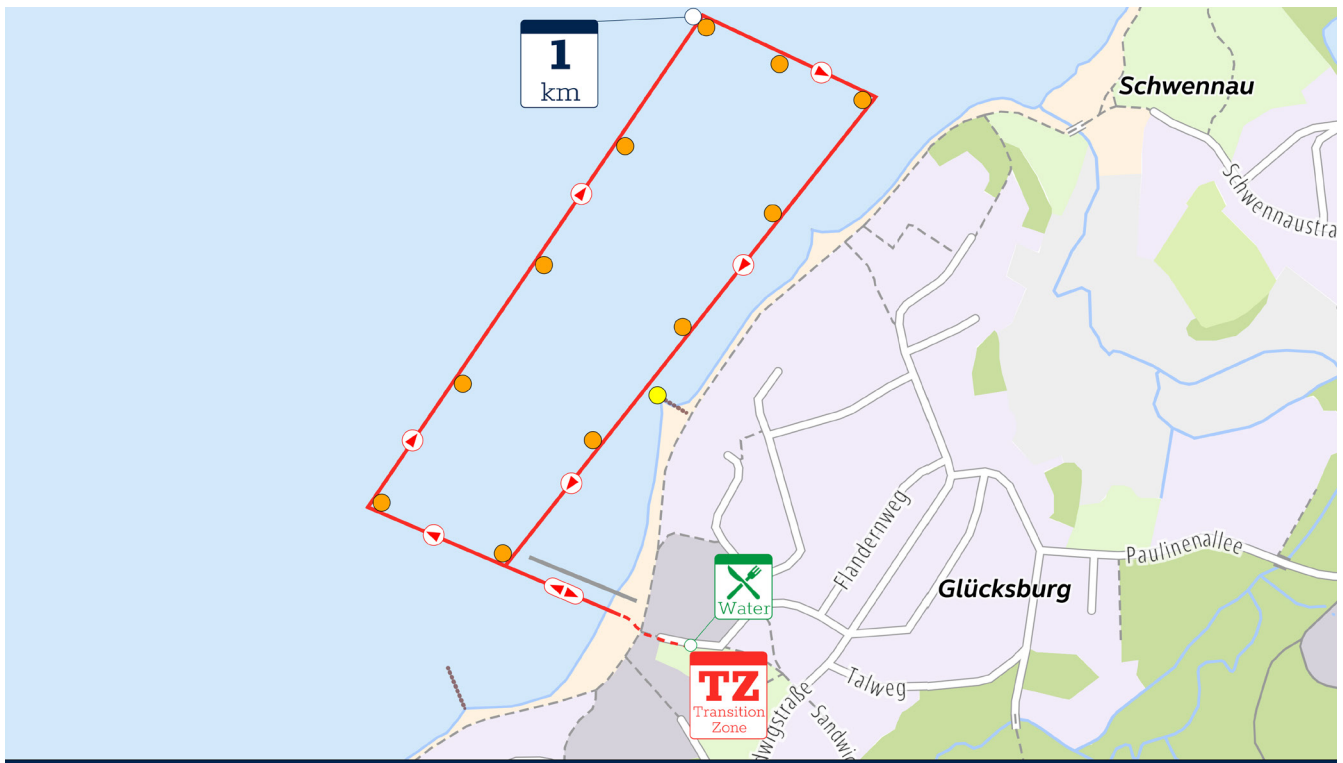 1
km
Schwennau
Schwennaustra
Flandernweg
Paulinenallee
Glücksburg
Water
TZ
Transition
Zone
Talweg
dwigstraße
Sandwi